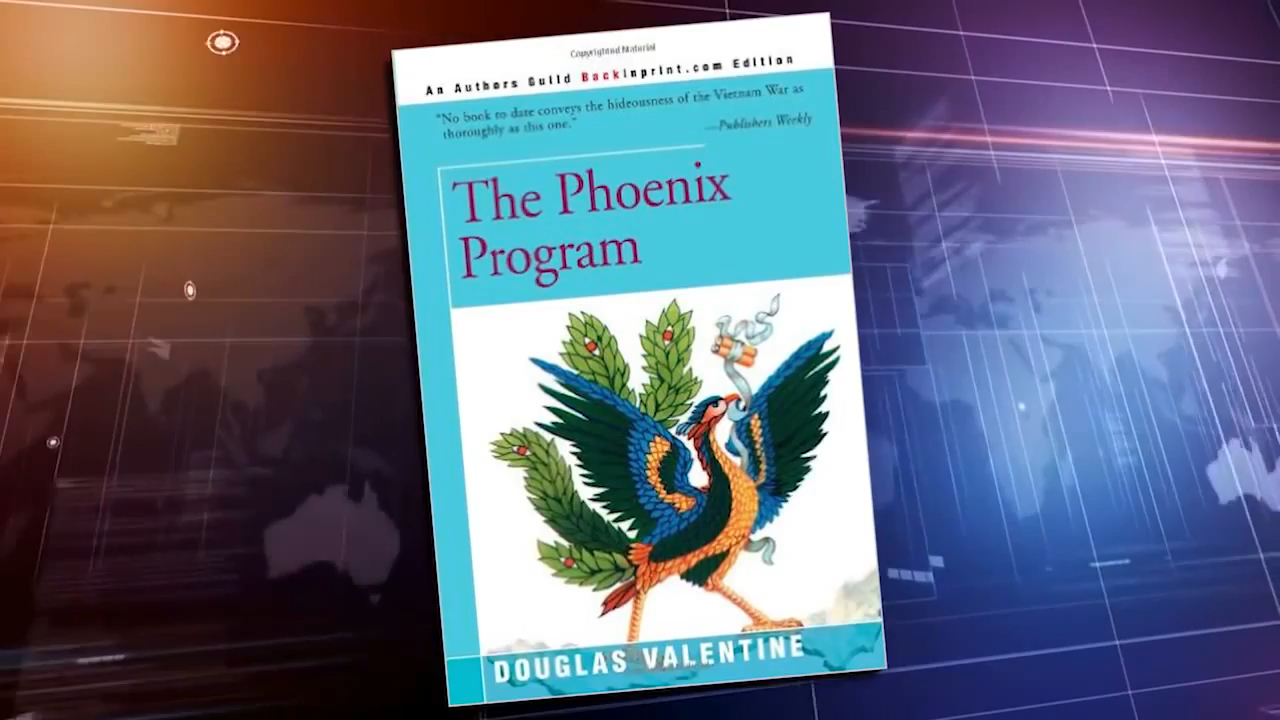 Copyrighted Material
An Authors Guild Backinprint.com Edition
"No book to date conveys the hideousness of the Vietnam War as
thoroughly as this one."
—Publishers Weekly
The Phoenix
Program
DOUGLAS VALENTINE